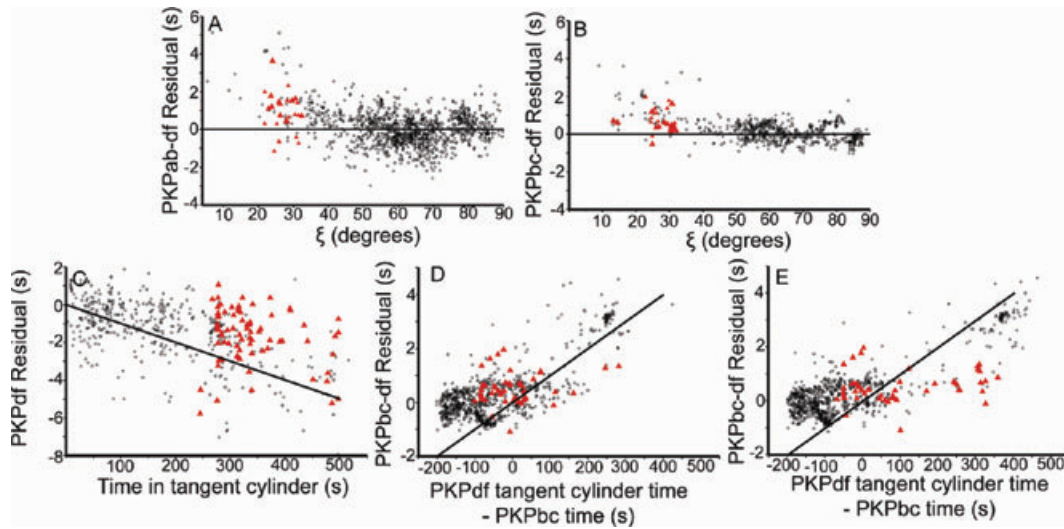 A
PKPab-df Residual (s)
6
4
2
0
-2
-4
10 20 30 40 50 60 70 80 90
ξ (degrees)
B
PKPbc-df Residual (s)
6
4
2
0
-2
-4
10 20 30 40 50 60 70 80 90
ξ (degrees)
C
PKPdf Residual (s)
2
0
-2
-4
-6
-8
100 200 300 400 500
Time in tangent cylinder (s)
D
PKPbc-df Residual (s)
4
2
0
-2
-200 -100 0 100 200 300 400 500
PKPdf tangent cylinder time
- PKPbc time (s)
E
PKPbc-df Residual (s)
4
2
0
-2
-200 -100 0 100 200 300 400 500
PKPdf tangent cylinder time
- PKPbc time (s)